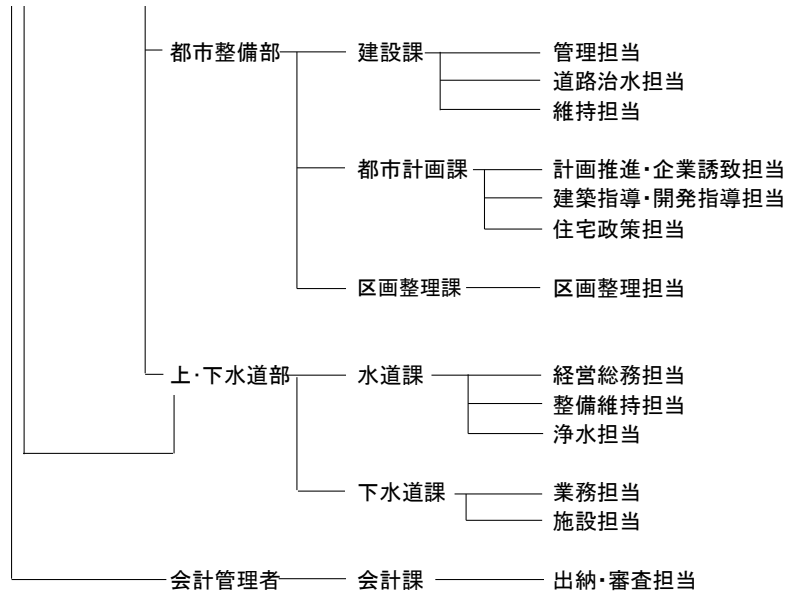 都市整備部 建設課 管理担当
道路治水担当
維持担当
都市計画課 計画推進・企業誘致担当
建築指導・開発指導担当
住宅政策担当
区画整理課 区画整理担当
上・下水道部 水道課 経営総務担当
整備維持担当
浄水担当
下水道課 業務担当
施設担当
会計管理者 会計課 出納・審査担当